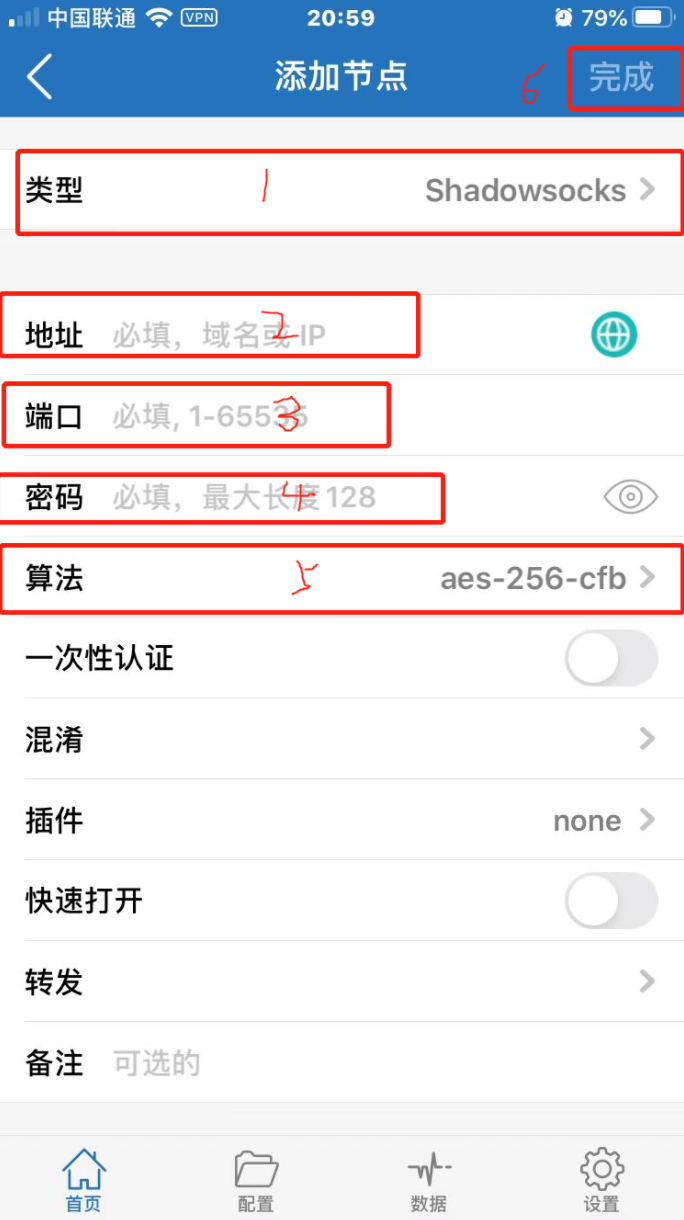 中国联通 VPN 20:59 79%
添加节点 6 完成
类型 1 Shadowsocks
地址 必填，域名或 IP 2
端口 必填, 1-65535 3
密码 必填，最大长度 128 4
算法 5 aes-256-cfb
一次性认证
混淆
插件 none
快速打开
转发
备注 可选的
首页 配置 数据 设置